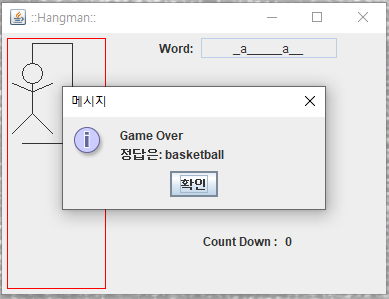 ::Hangman::
Word: _a_____a__
메시지
Game Over
정답은: basketball
확인
Count Down : 0